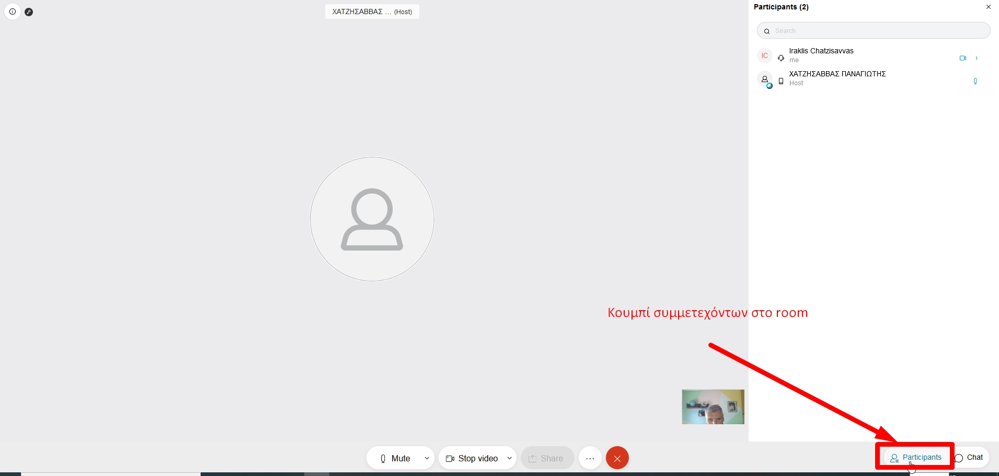 ΧΑΤΖΗΣΑΒΒΑΣ ... (Host)
Participants (2)
Search
IC
Iraklis Chatzisavvas
me
ΧΑΤΖΗΣΑΒΒΑΣ ΠΑΝΑΓΙΩΤΗΣ
Host
Κουμπί συμμετεχόντων στο room
Mute
Stop video
Share
Participants
Chat